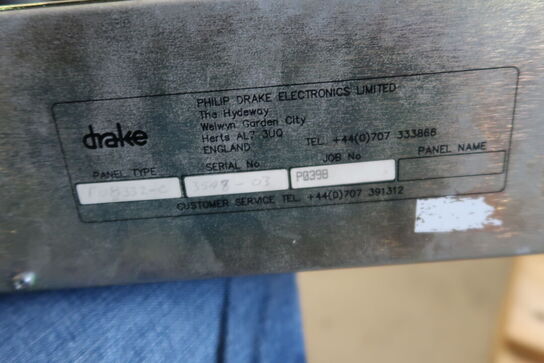 drake
PHILIP DRAKE ELECTRONICS LIMITED
The Hydeway
Welwyn Garden City
Herts AL7 3UQ
ENGLAND
TEL. +44(0)707 333866
PANEL TYPE
SERIAL No
JOB No
PANEL NAME
P0398
CUSTOMER SERVICE TEL. +44(0)707 391312